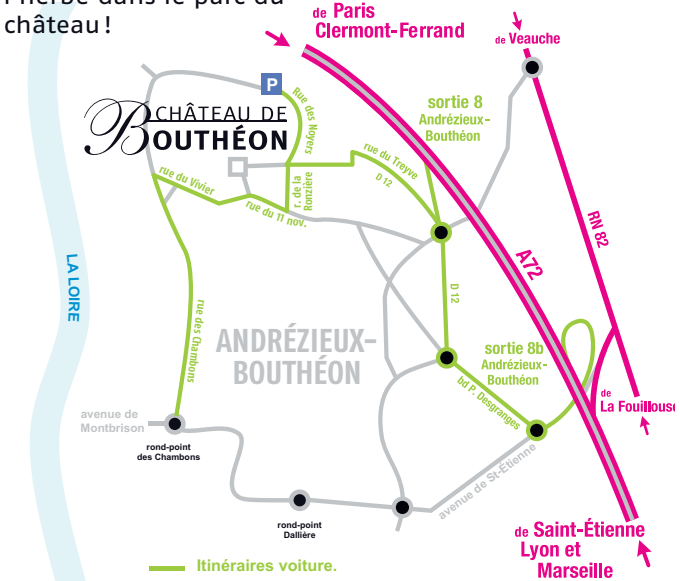 l'herbe dans le parc du
château !
de Paris
Clermont-Ferrand
de Veauche
P
CHÂTEAU DE
BOUTHÉON
Rue des Noyers
sortie 8
Andrézieux-
Bouthéon
rue du Treyve
D 12
rue du Vivier
r. de la
Ronzière
rue du 11 nov.
RN 82
A72
LA LOIRE
D 12
rue des Chambons
ANDRÉZIEUX-
BOUTHÉON
sortie 8b
Andrézieux-
Bouthéon
bd P. Desgranges
de
La Fouillouse
avenue de
Montbrison
rond-point
des Chambons
avenue de St-Étienne
rond-point
Dallière
de Saint-Étienne
Lyon et
Marseille
Itinéraires voiture.